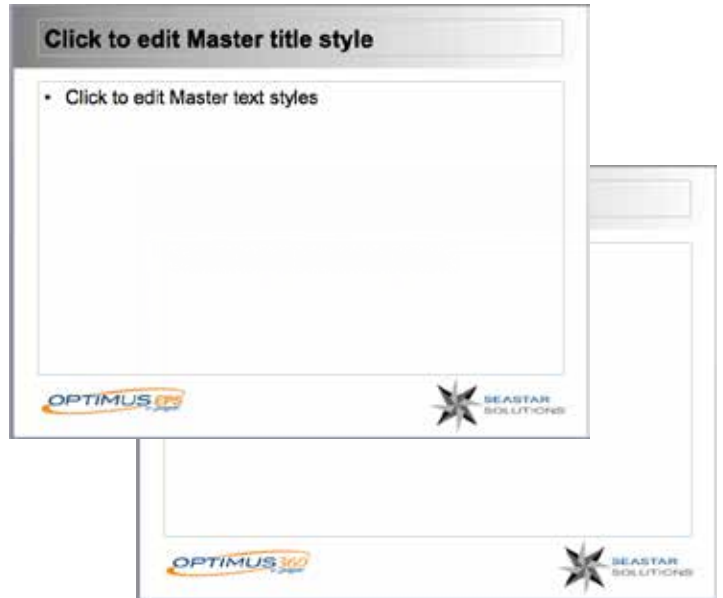 Click to edit Master title style
• Click to edit Master text styles
OPTIMUS EPS
SEASTAR
SOLUTIONS
OPTIMUS 360
SEASTAR
SOLUTIONS